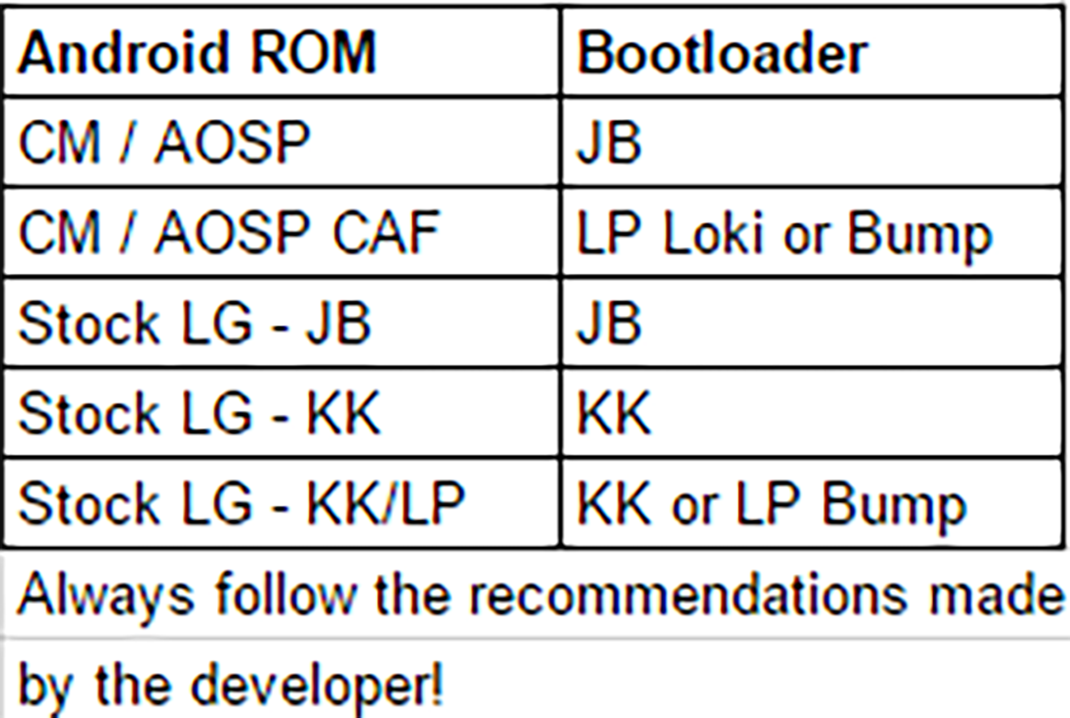 Android ROM Bootloader
CM / AOSP JB
CM / AOSP CAF LP Loki or Bump
Stock LG - JB JB
Stock LG - KK KK
Stock LG - KK/LP KK or LP Bump
Always follow the recommendations made
by the developer!